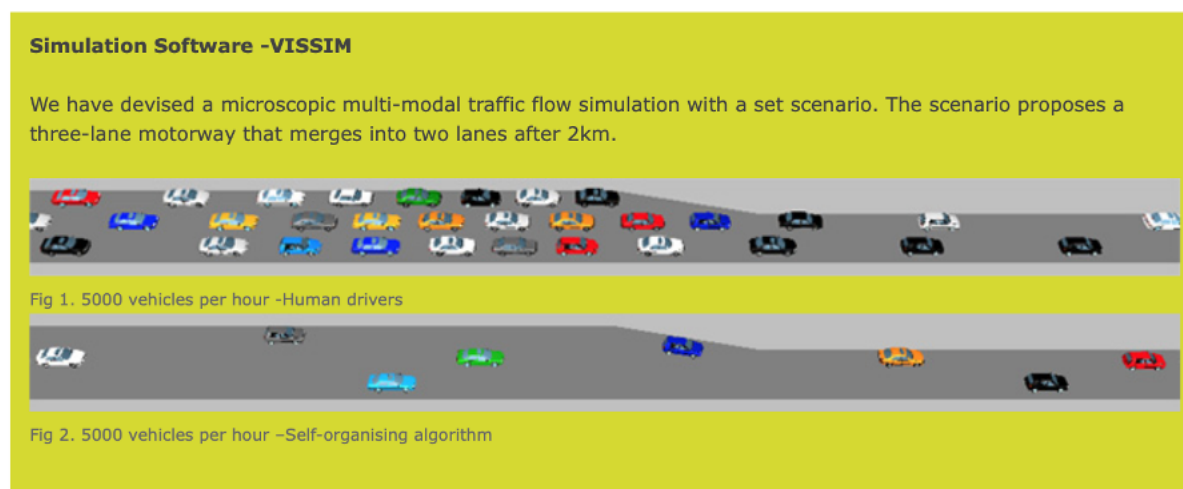 Simulation Software -VISSIM
We have devised a microscopic multi-modal traffic flow simulation with a set scenario. The scenario proposes a
three-lane motorway that merges into two lanes after 2km.
Fig 1. 5000 vehicles per hour -Human drivers
Fig 2. 5000 vehicles per hour –Self-organising algorithm